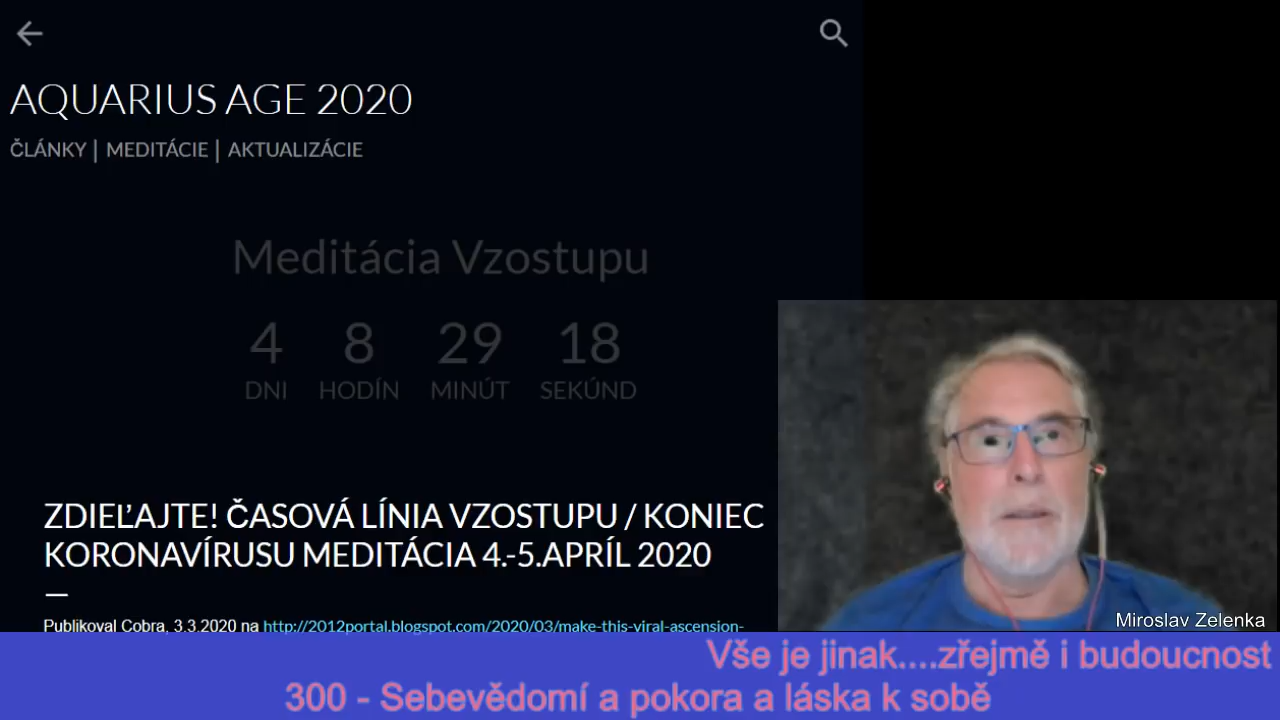 AQUARIUS AGE 2020
ČLÁNKY | MEDITÁCIE | AKTUALIZÁCIE
Meditácia Vzostupu
4 8 29 18
DNI HODÍN MINÚT SEKÚND
ZDIEĽAJTE! ČASOVÁ LÍNIA VZOSTUPU / KONIEC
KORONAVÍRUSU MEDITÁCIA 4.-5.APRÍL 2020
Publikoval Cobra, 3.3.2020 na http://2012portal.blogspot.com/2020/03/make-this-viral-ascension-
Miroslav Zelenka
Vše je jinak....zřejmě i budoucnost
300 - Sebevědomí a pokora a láska k sobě